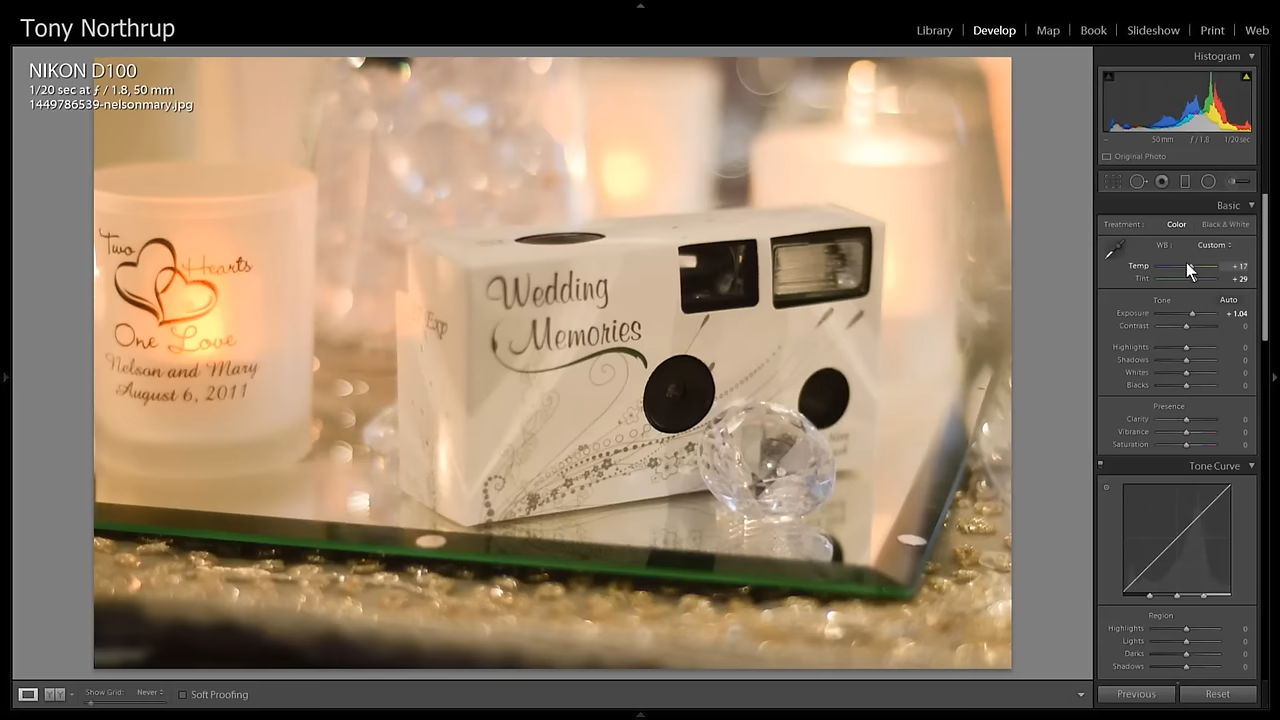 Tony Northrup
Library | Develop | Map | Book | Slideshow | Print | Web
NIKON D100
1/20 sec at ƒ / 1.8, 50 mm
1449786539-nelsonmary.jpg
Two Hearts
One Love
Nelson and Mary
August 6, 2011
Exp
Wedding
Memories
Histogram
50mm ƒ / 1.8 1/20 sec
Original Photo
Basic
Treatment : Color Black & White
WB : Custom
Temp + 17
Tint + 29
Tone Auto
Exposure + 1.04
Contrast 0
Highlights 0
Shadows 0
Whites 0
Blacks 0
Presence
Clarity 0
Vibrance 0
Saturation 0
Tone Curve
Region
Highlights 0
Lights 0
Darks 0
Shadows 0
Show Grid: Never
Soft Proofing
Previous
Reset